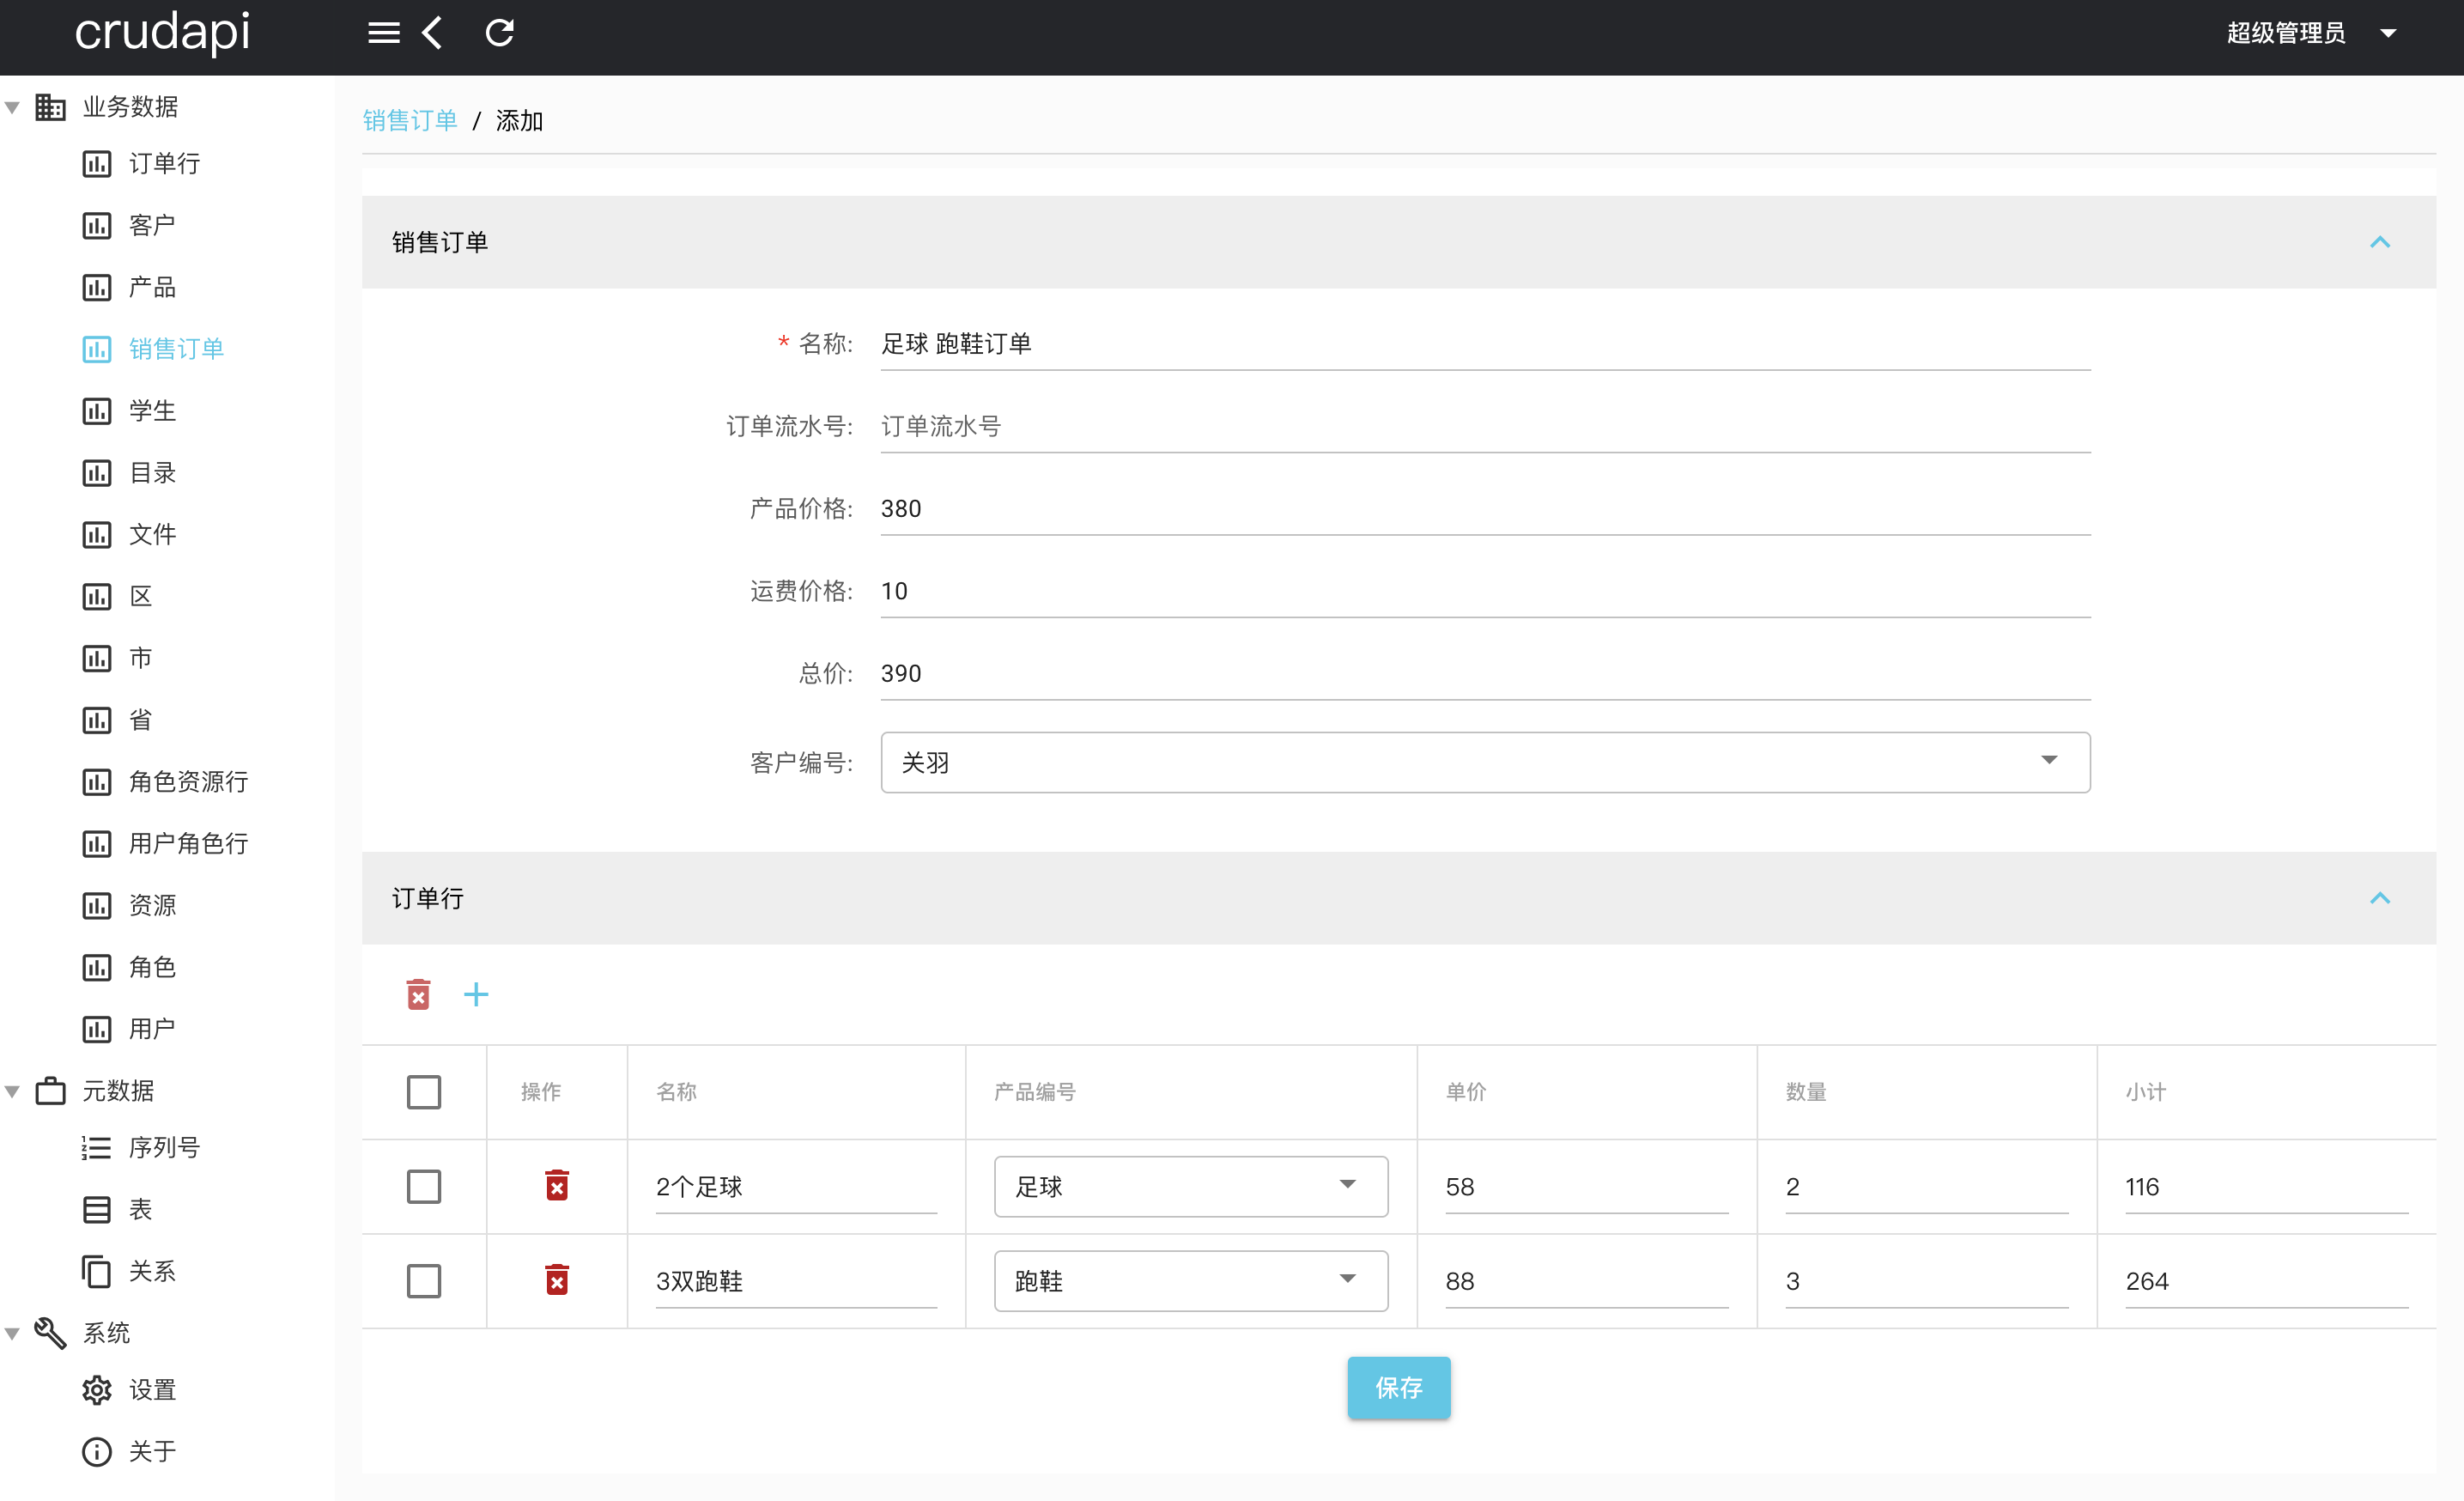 crudapi
超级管理员
业务数据
订单行
客户
产品
销售订单
学生
目录
文件
区
市
省
角色资源行
用户角色行
资源
角色
用户
元数据
序列号
表
关系
系统
设置
关于
销售订单 / 添加
销售订单
* 名称: 足球 跑鞋订单
订单流水号: 订单流水号
产品价格: 380
运费价格: 10
总价: 390
客户编号: 关羽
订单行
操作 名称 产品编号 单价 数量 小计
2个足球 足球 58 2 116
3双跑鞋 跑鞋 88 3 264
保存